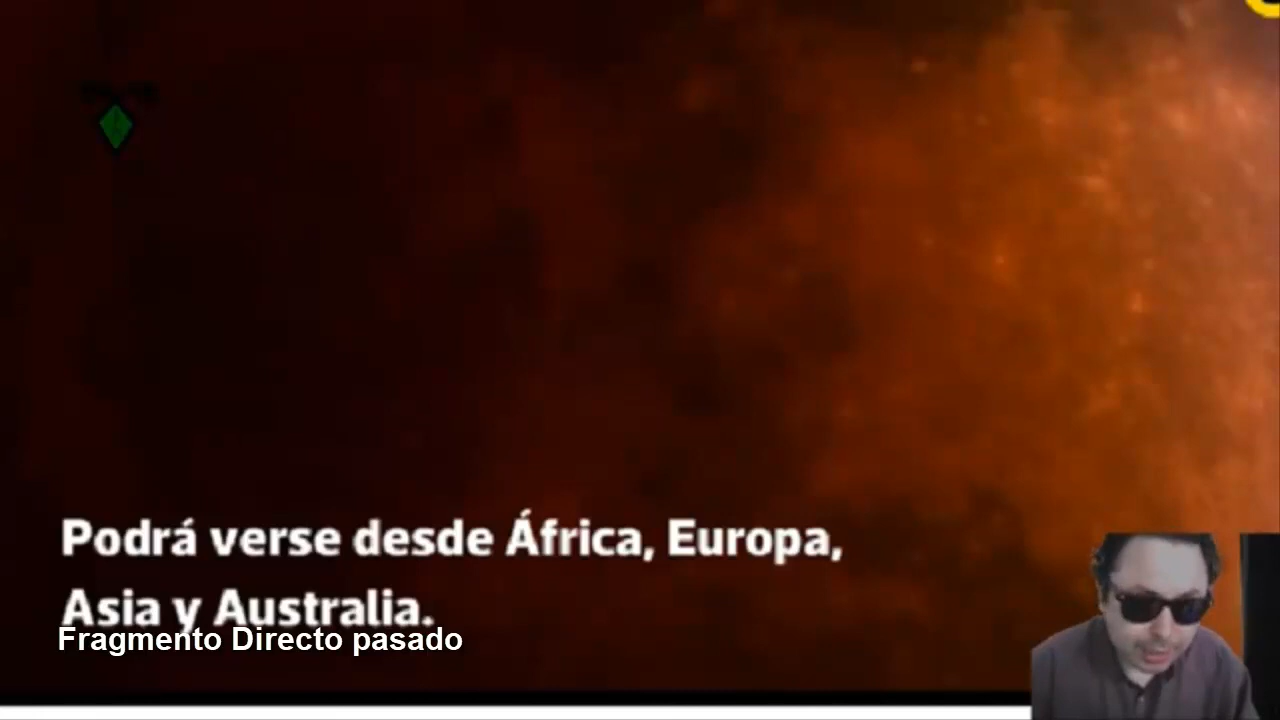 Podrá verse desde África, Europa,
Asia y Australia.
Fragmento Directo pasado